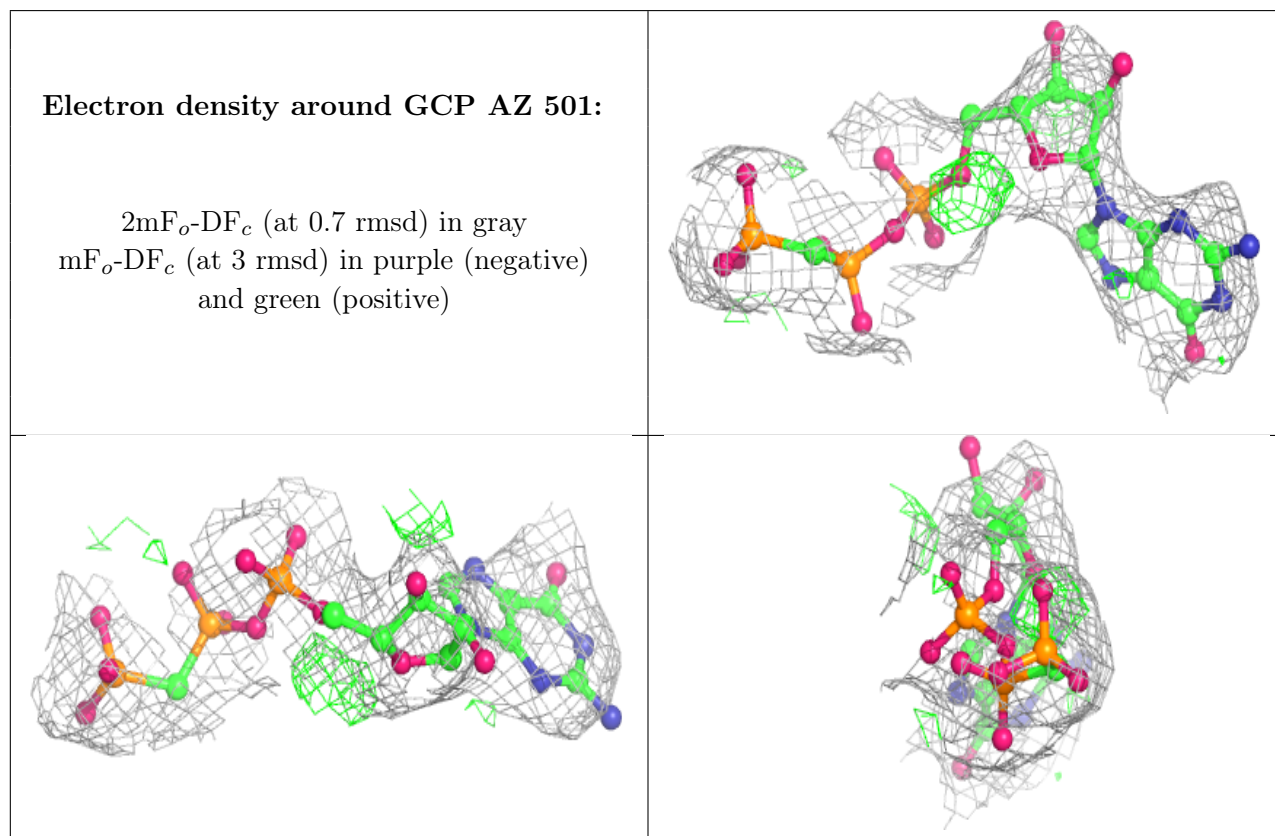 Electron density around GCP AZ 501:
2mFo-DFc (at 0.7 rmsd) in gray
mFo-DFc (at 3 rmsd) in purple (negative)
and green (positive)